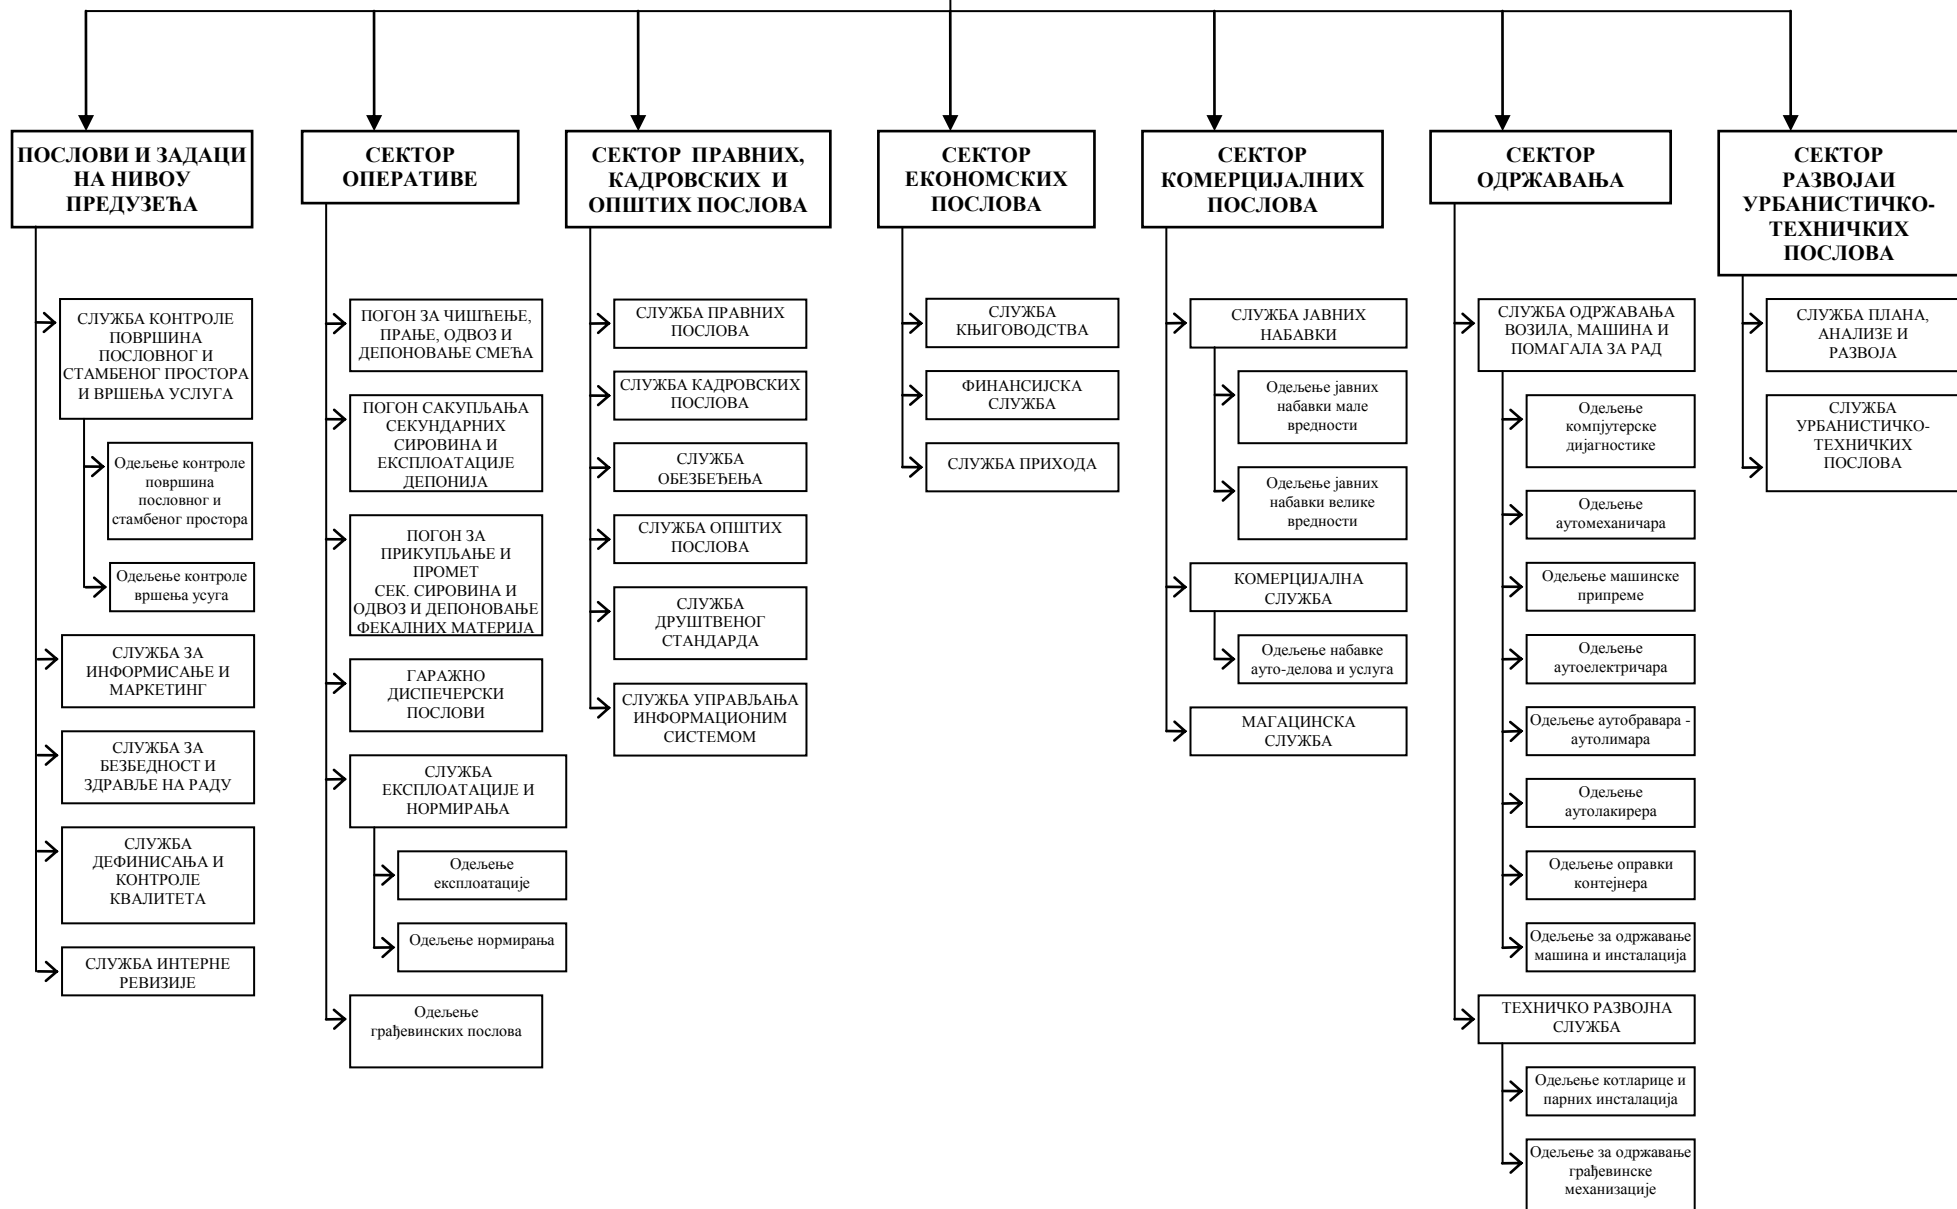 ПОСЛОВИ И ЗАДАЦИ
НА НИВОУ
ПРЕДУЗЕЋА
СЛУЖБА КОНТРОЛЕ
ПОВРШИНА
ПОСЛОВНОГ И
СТАМБЕНОГ ПРОСТОРА
И ВРШЕЊА УСЛУГА
Одељење контроле
површина
пословног и
стамбеног простора
Одељење контроле
вршења усуга
СЛУЖБА ЗА
ИНФОРМИСАЊЕ И
МАРКЕТИНГ
СЛУЖБА ЗА
БЕЗБЕДНОСТ И
ЗДРАВЉЕ НА РАДУ
СЛУЖБА
ДЕФИНИСАЊА И
КОНТРОЛЕ
КВАЛИТЕТА
СЛУЖБА ИНТЕРНЕ
РЕВИЗИЈЕ
СЕКТОР
ОПЕРАТИВЕ
ПОГОН ЗА ЧИШЋЕЊЕ,
ПРАЊЕ, ОДВОЗ И
ДЕПОНОВАЊЕ СМЕЋА
ПОГОН САКУПЉАЊА
СЕКУНДАРНИХ
СИРОВИНА И
ЕКСПЛОАТАЦИЈЕ
ДЕПОНИЈА
ПОГОН ЗА
ПРИКУПЉАЊЕ И
ПРОМЕТ
СЕК. СИРОВИНА И
ОДВОЗ И ДЕПОНОВАЊЕ
ФЕКАЛНИХ МАТЕРИЈА
ГАРАЖНО
ДИСПЕЧЕРСКИ
ПОСЛОВИ
СЛУЖБА
ЕКСПЛОАТАЦИЈЕ И
НОРМИРАЊА
Одељење
експлоатације
Одељење нормирања
Одељење
грађевинских послова
СЕКТОР ПРАВНИХ,
КАДРОВСКИХ И
ОПШТИХ ПОСЛОВА
СЛУЖБА ПРАВНИХ
ПОСЛОВА
СЛУЖБА КАДРОВСКИХ
ПОСЛОВА
СЛУЖБА
ОБЕЗБЕЂЕЊА
СЛУЖБА ОПШТИХ
ПОСЛОВА
СЛУЖБА
ДРУШТВЕНОГ
СТАНДАРДА
СЛУЖБА УПРАВЉАЊА
ИНФОРМАЦИОНИМ
СИСТЕМОМ
СЕКТОР
ЕКОНОМСКИХ
ПОСЛОВА
СЛУЖБА
КЊИГОВОДСТВА
ФИНАНСИЈСКА
СЛУЖБА
СЛУЖБА ПРИХОДА
СЕКТОР
КОМЕРЦИЈАЛНИХ
ПОСЛОВА
СЛУЖБА ЈАВНИХ
НАБАВКИ
Одељење јавних
набавки мале
вредности
Одељење јавних
набавки велике
вредности
КОМЕРЦИЈАЛНА
СЛУЖБА
Одељење набавке
ауто-делова и услуга
МАГАЦИНСКА
СЛУЖБА
СЕКТОР
ОДРЖАВАЊА
СЛУЖБА ОДРЖАВАЊА
ВОЗИЛА, МАШИНА И
ПОМАГАЛА ЗА РАД
Одељење
компјутерске
дијагностике
Одељење
аутомеханичара
Одељење машинске
припреме
Одељење
аутоелектричара
Одељење аутобравара -
аутолимара
Одељење
аутолакирера
Одељење оправки
контејнера
Одељење за одржавање
машина и инсталација
ТЕХНИЧКО РАЗВОЈНА
СЛУЖБА
Одељење котларице и
парних инсталација
Одељење за одржавање
грађевинске
механизације
СЕКТОР
РАЗВОЈАИ
УРБАНИСТИЧКО-
ТЕХНИЧКИХ
ПОСЛОВА
СЛУЖБА ПЛАНА,
АНАЛИЗЕ И
РАЗВОЈА
СЛУЖБА
УРБАНИСТИЧКО-
ТЕХНИЧКИХ
ПОСЛОВА